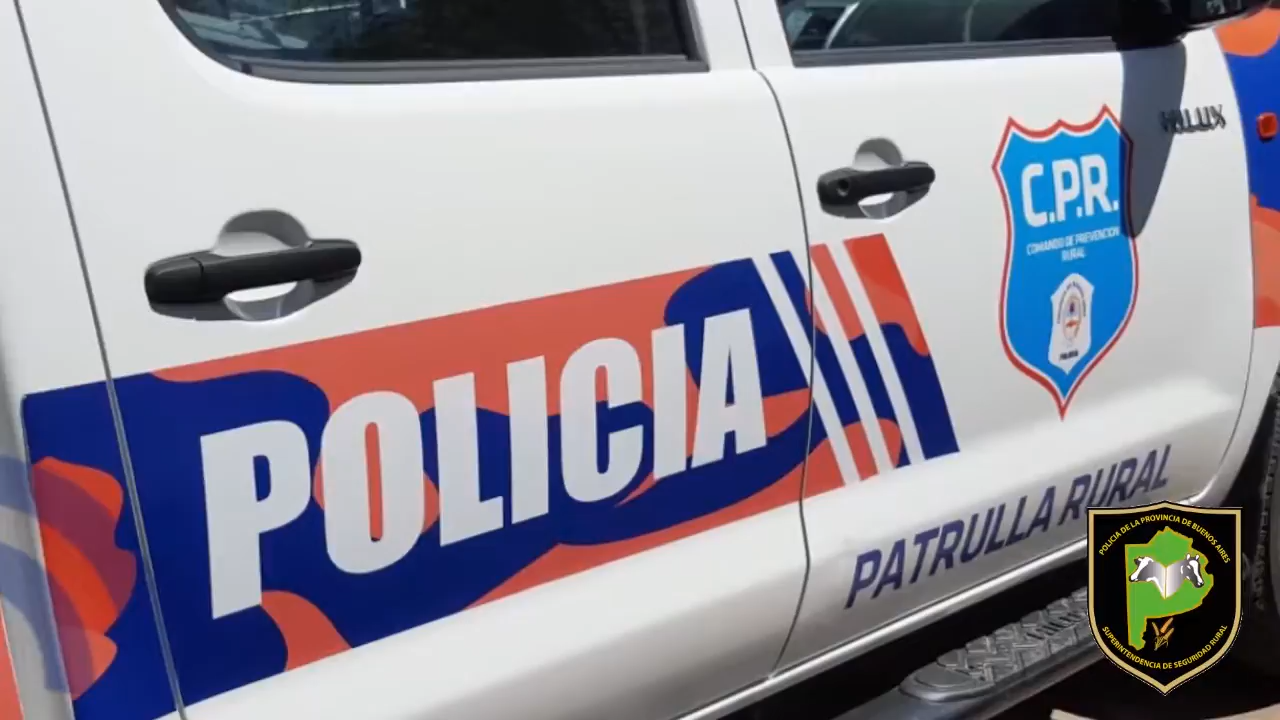 HILUX
C.P.R.
COMANDO DE PREVENCION
RURAL
POLICIA
PATRULLA RURAL
POLICIA DE LA PROVINCIA DE BUENOS AIRES
SUPERINTENDENCIA DE SEGURIDAD RURAL